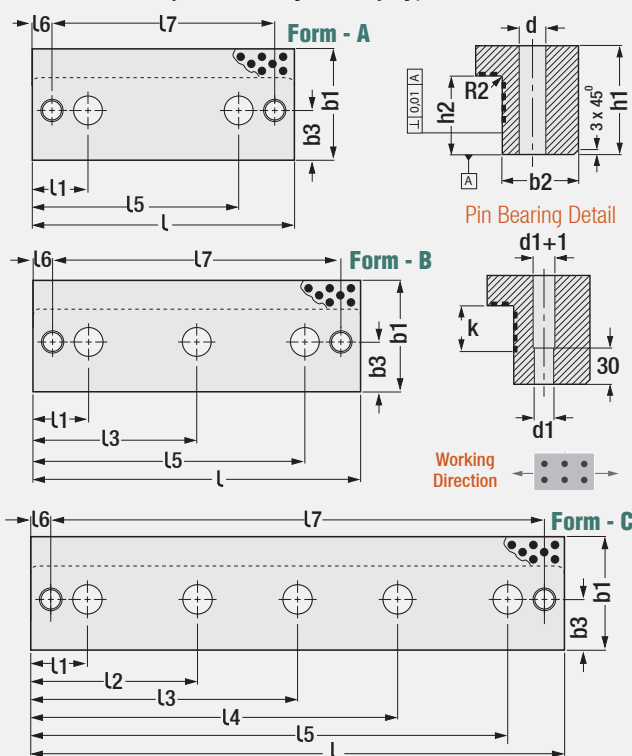 l6
l7
Form - A
b1
b3
l1
l5
l
d
R2
h2
h1
⊥ 0,01 A
3 x 45⁰
A
b2
Pin Bearing Detail
l6
l7
Form - B
b1
b3
l1
l3
l5
l
d1+1
k
30
d1
Working
Direction
l6
l7
Form - C
b1
b3
l1
l2
l3
l4
l5
l